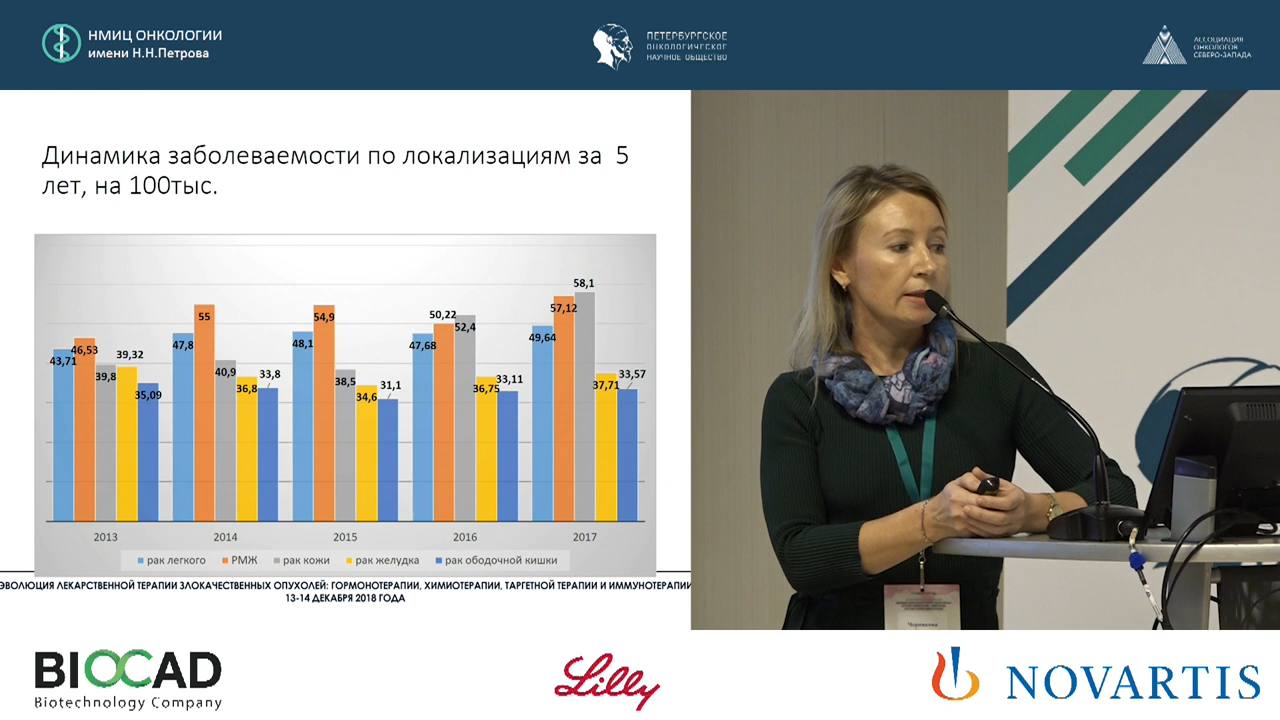 НМИЦ ОНКОЛОГИИ
имени Н.Н.Петрова
ПЕТЕРБУРГСКОЕ
ОНКОЛОГИЧЕСКОЕ
НАУЧНОЕ ОБЩЕСТВО
АССОЦИАЦИЯ
ОНКОЛОГОВ
СЕВЕРО-ЗАПАДА
Динамика заболеваемости по локализациям за 5
лет, на 100тыс.
43,71 46,53 39,8 39,32 35,09
47,8 55 40,9 36,8 33,8
48,1 54,9 38,5 34,6 31,1
47,68 50,22 52,4 36,75 33,11
49,64 57,12 58,1 37,71 33,57
2013 2014 2015 2016 2017
рак легкого РМЖ рак кожи рак желудка рак ободочной кишки
ЭВОЛЮЦИЯ ЛЕКАРСТВЕННОЙ ТЕРАПИИ ЗЛОКАЧЕСТВЕННЫХ ОПУХОЛЕЙ: ГОРМОНОТЕРАПИИ, ХИМИОТЕРАПИИ, ТАРГЕТНОЙ ТЕРАПИИ И ИММУНОТЕРАПИИ
13-14 ДЕКАБРЯ 2018 ГОДА
BIOCAD
Biotechnology Company
Lilly
NOVARTIS